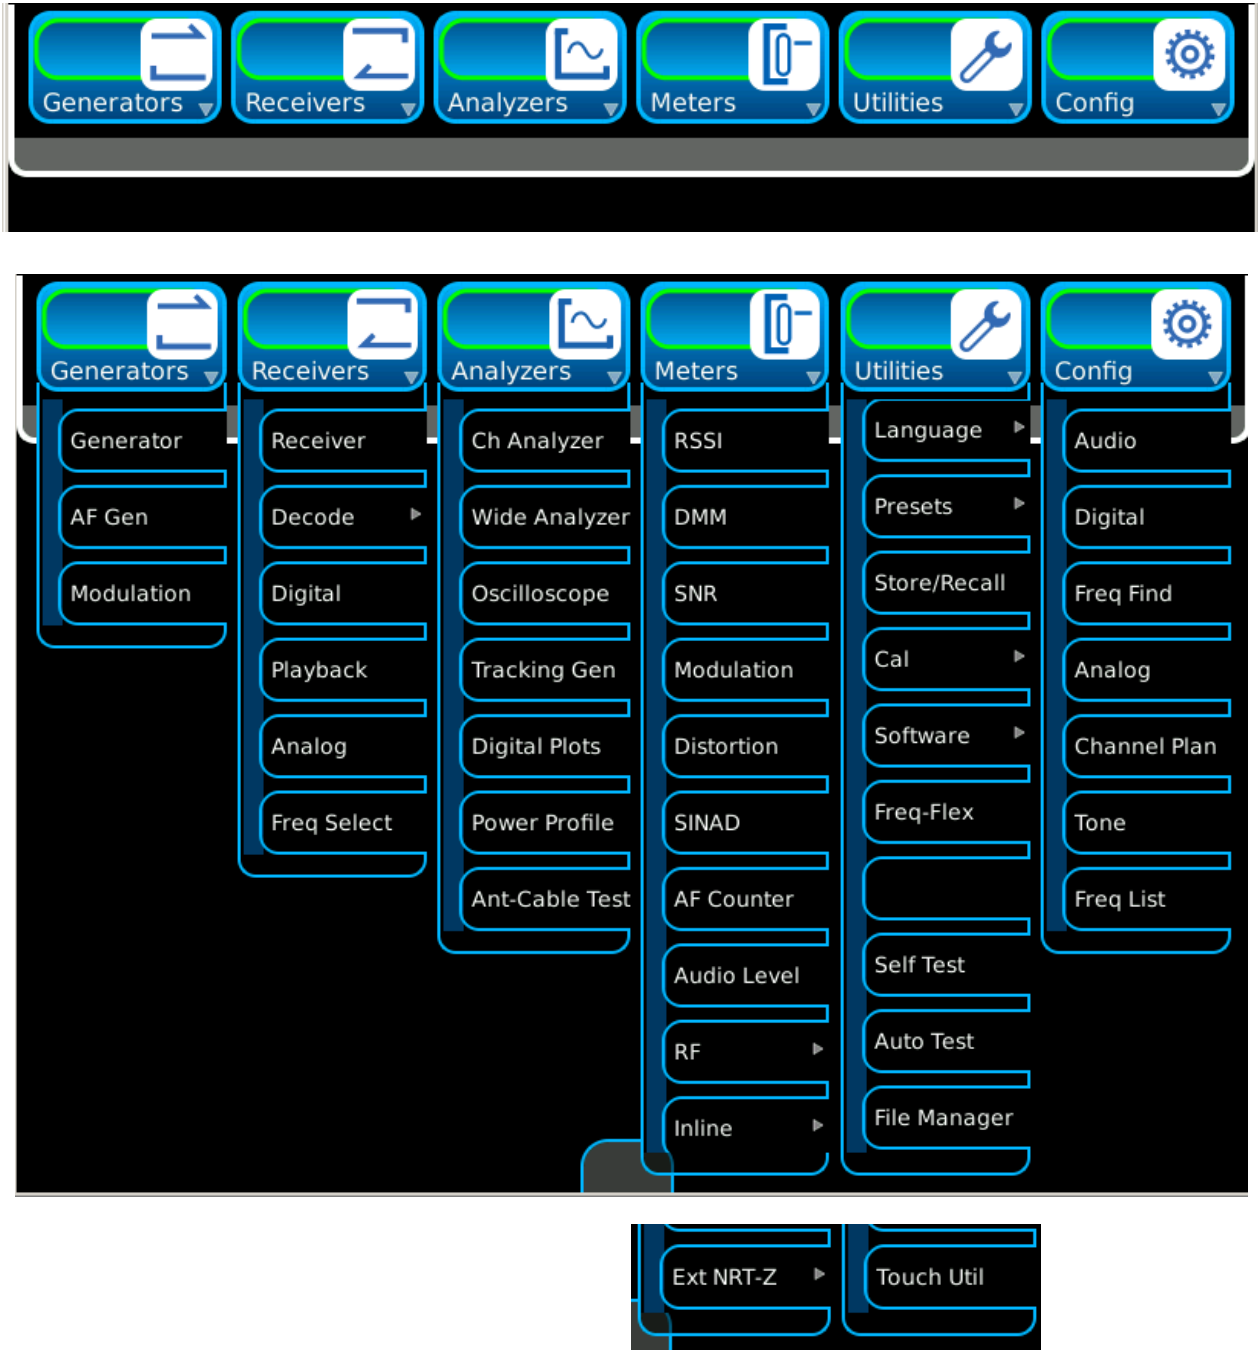 Generators
Receivers
Analyzers
Meters
Utilities
Config
Generators
Receivers
Analyzers
Meters
Utilities
Config
Generator
AF Gen
Modulation
Receiver
Decode
Digital
Playback
Analog
Freq Select
Ch Analyzer
Wide Analyzer
Oscilloscope
Tracking Gen
Digital Plots
Power Profile
Ant-Cable Test
RSSI
DMM
SNR
Modulation
Distortion
SINAD
AF Counter
Audio Level
RF
Inline
Language
Presets
Store/Recall
Cal
Software
Freq-Flex
Self Test
Auto Test
File Manager
Audio
Digital
Freq Find
Analog
Channel Plan
Tone
Freq List
Ext NRT-Z
Touch Util